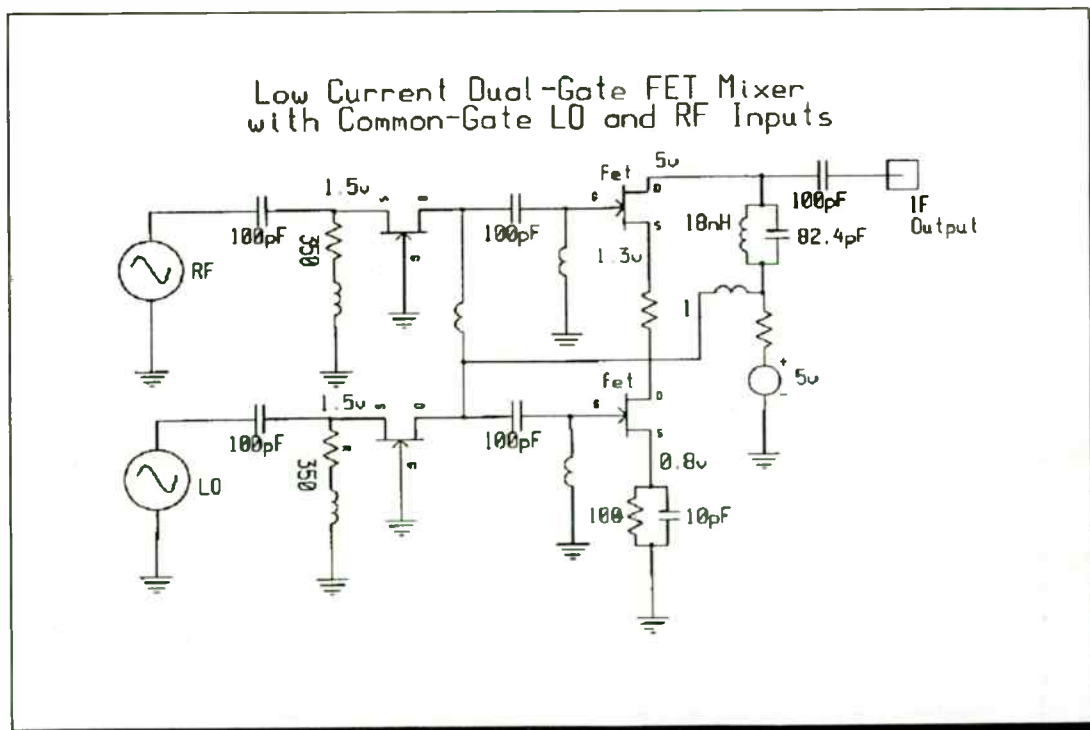 Low Current Dual-Gate FET Mixer
with Common-Gate LO and RF Inputs
Fet
5v
1.5v
S
D
G
D
100pF
350
100pF
G
S
1.3v
18nH
82.4pF
100pF
IF
Output
RF
1
+
5v
-
Fet
1.5v
S
D
G
D
100pF
R
350
G
100pF
S
0.8v
LO
100
10pF